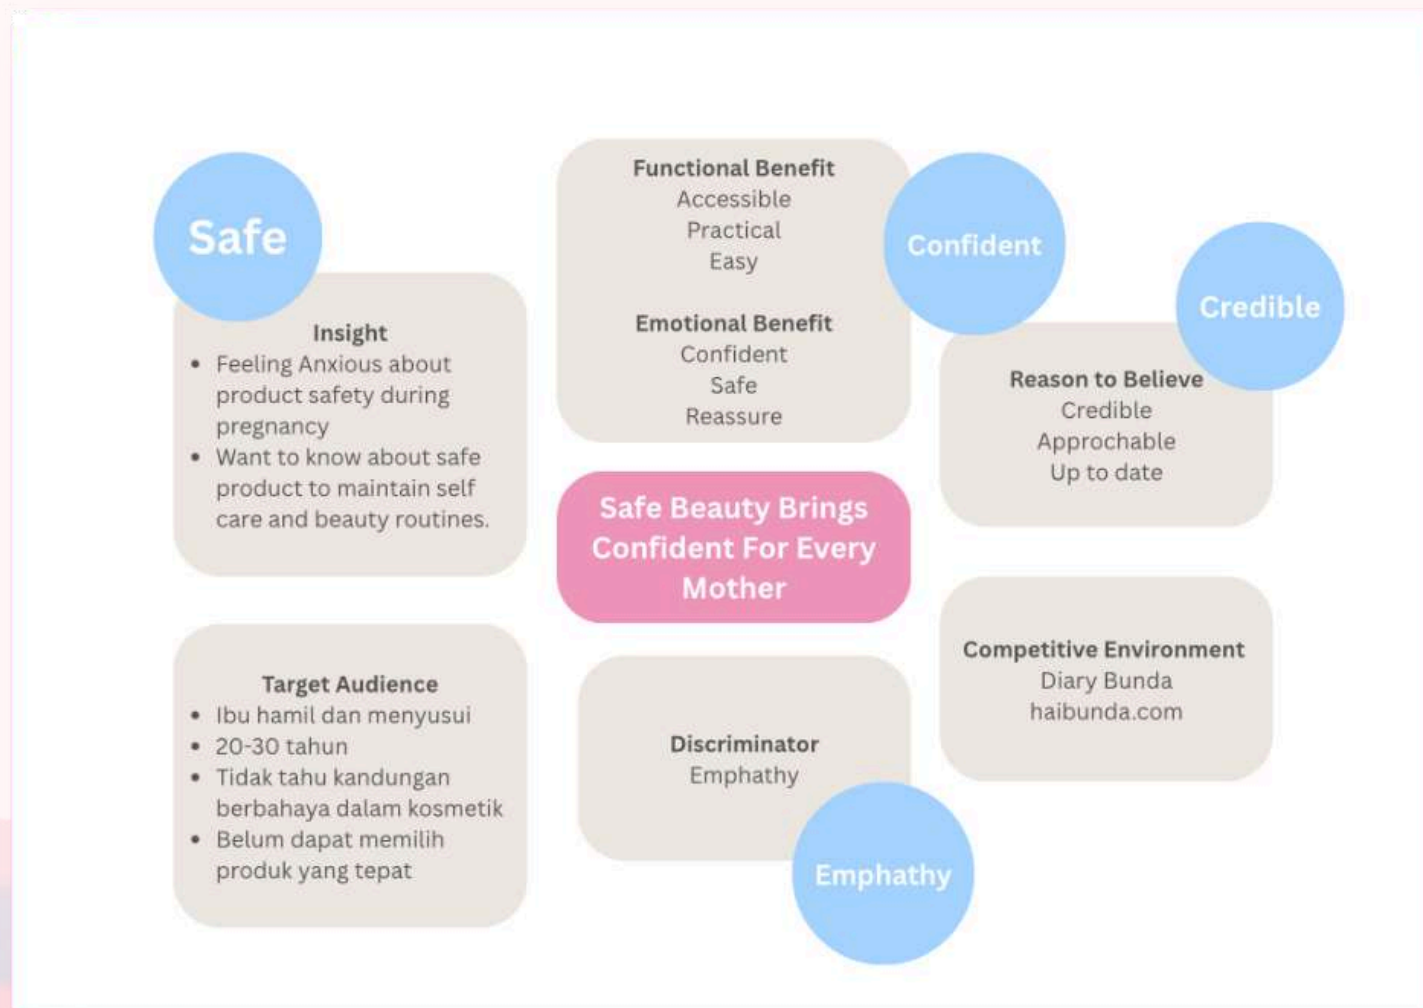 Safe
Insight
• Feeling Anxious about
product safety during
pregnancy
• Want to know about safe
product to maintain self
care and beauty routines.
Target Audience
• Ibu hamil dan menyusui
• 20-30 tahun
• Tidak tahu kandungan
berbahaya dalam kosmetik
• Belum dapat memilih
produk yang tepat
Functional Benefit
Accessible
Practical
Easy
Emotional Benefit
Confident
Safe
Reassure
Confident
Safe Beauty Brings
Confident For Every
Mother
Discriminator
Emphathy
Emphathy
Credible
Reason to Believe
Credible
Approchable
Up to date
Competitive Environment
Diary Bunda
haibunda.com